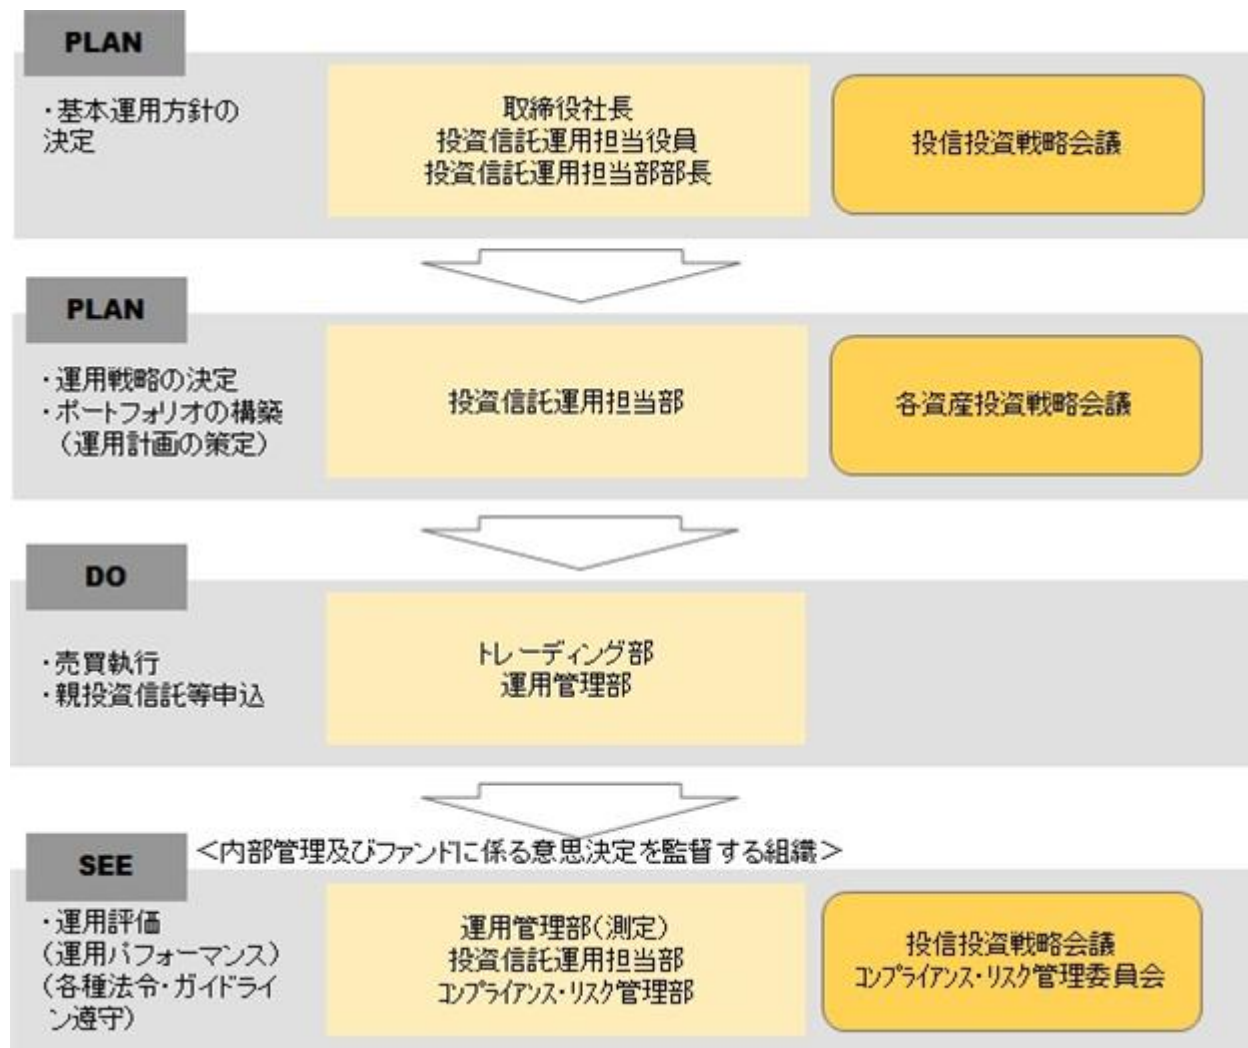 PLAN
・基本運用方針の
決定
取締役社長
投資信託運用担当役員
投資信託運用担当部部長
投信投資戦略会議
PLAN
・運用戦略の決定
・ポートフォリオの構築
（運用計画の策定）
投資信託運用担当部
各資産投資戦略会議
DO
・売買執行
・親投資信託等申込
トレーディング部
運用管理部
SEE
＜内部管理及びファンドに係る意思決定を監督する組織＞
・運用評価
（運用パフォーマンス）
（各種法令・ガイドライ
ン遵守）
運用管理部（測定）
投資信託運用担当部
コンプライアンス・リスク管理部
投信投資戦略会議
コンプライアンス・リスク管理委員会